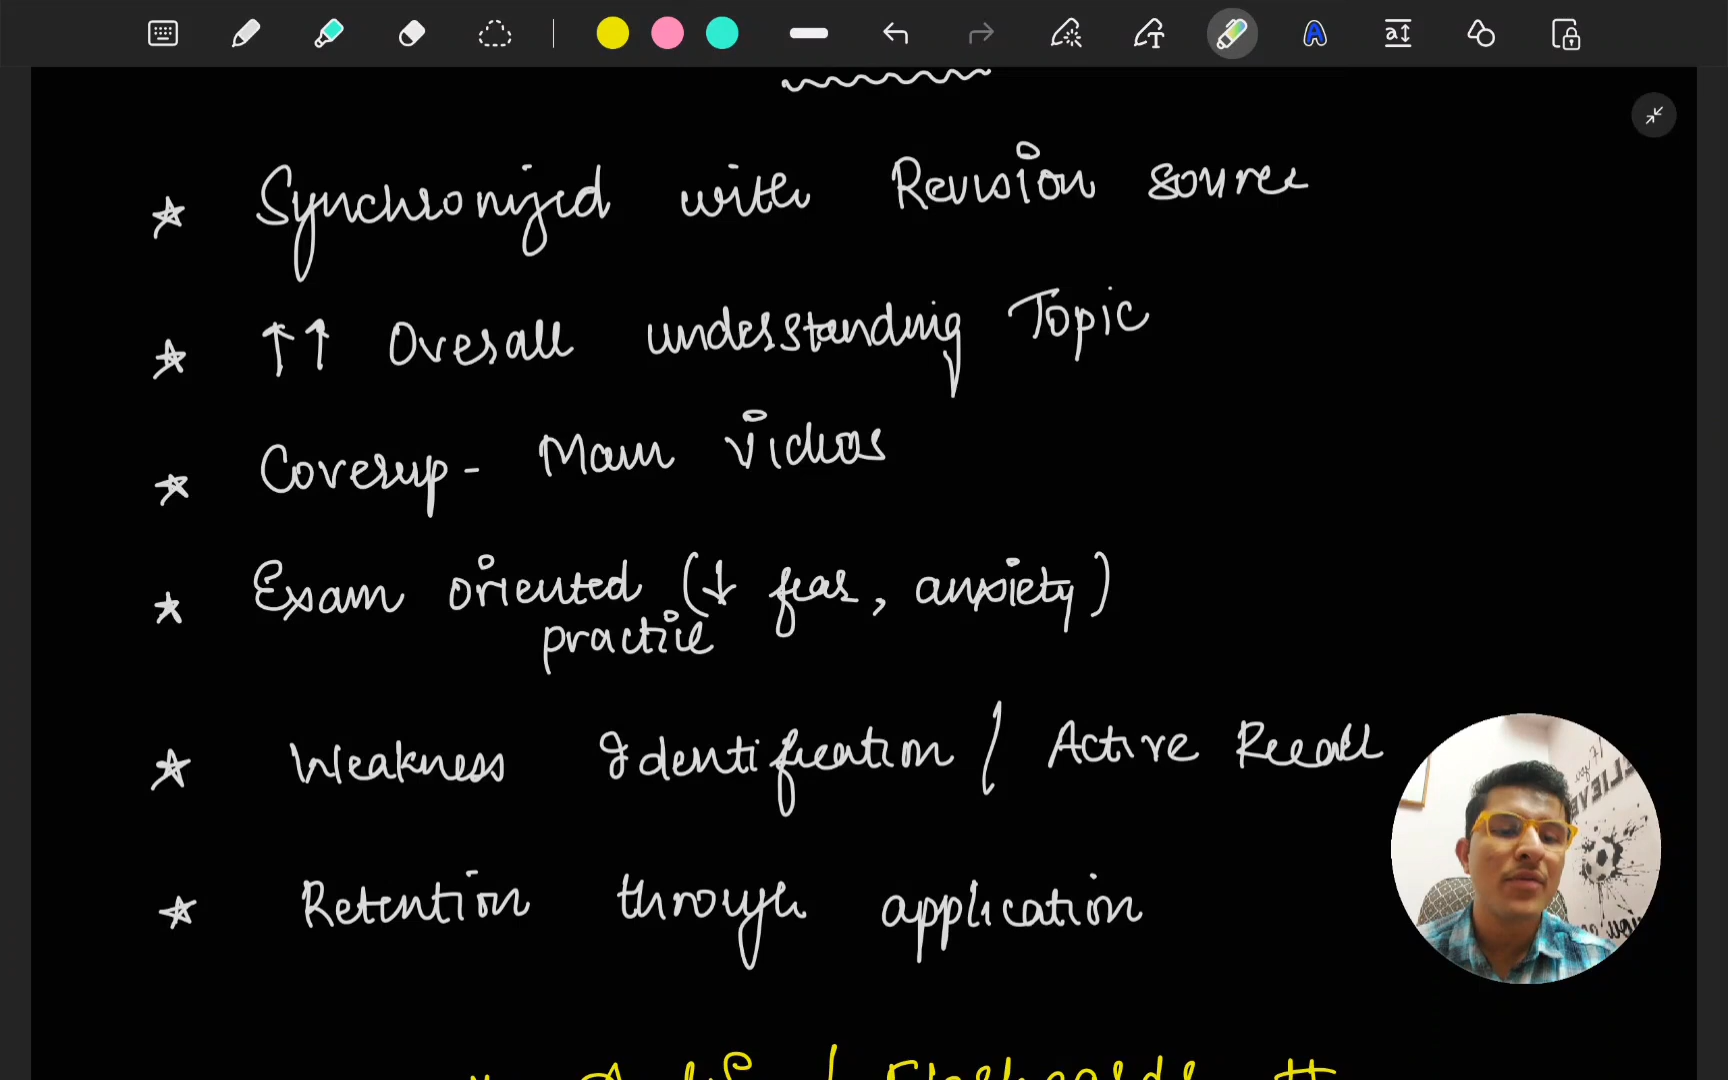 ★ Synchronized with Revision source
★ ↑↑ Overall understanding Topic
★ Coverup - Main videos
★ Exam oriented (↓ fear, anxiety)
practice
★ Weakness Identification / Active Recall
★ Retention through application